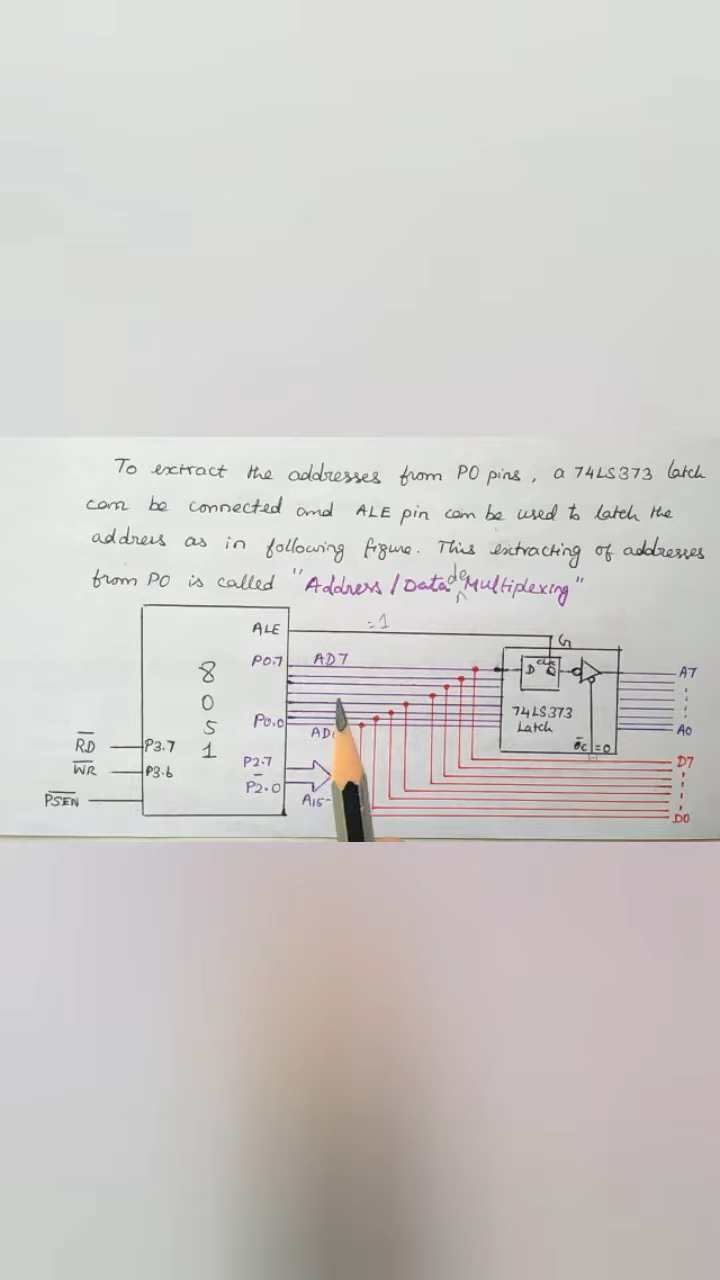 To extract the addresses from P0 pins, a 74LS373 latch
can be connected and ALE pin can be used to latch the
address as in following figure. This extracting of addresses
from P0 is called "Address / Data deMultiplexing"
ALE
=1
G
P0.7
AD7
D
CLK
Q
A7
8
0
5
1
P0.0
74LS373
Latch
AD
A0
RD
P3.7
OC=0
WR
P3.6
P2.7
D7
P2.0
PSEN
A15-
D0